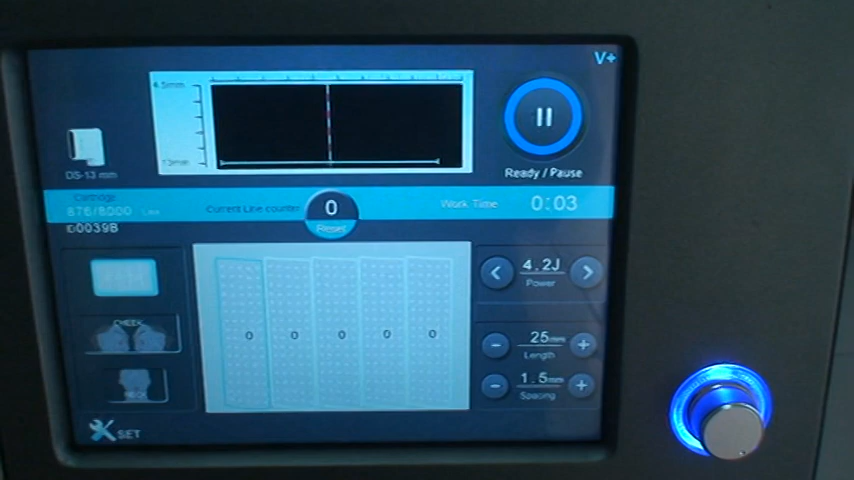 V+
4.5mm
13mm
DS-13 mm
Ready / Pause
Cartridge
876/8000
Current Line counter
0
Reset
Work Time
0:03
E0039B
4.2J
Power
0 0 0 0 0
CHEEK
25mm
Length
1.5mm
Spacing
NECK
SET